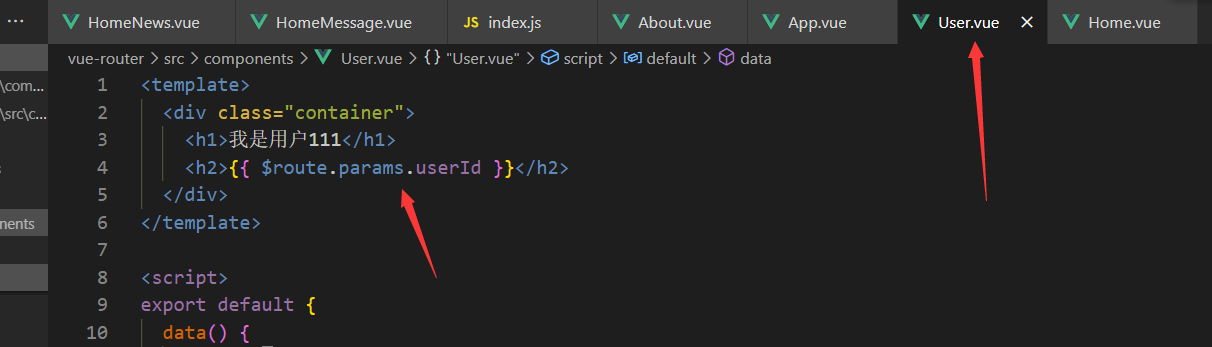 ... HomeNews.vue HomeMessage.vue JS index.js About.vue App.vue User.vue × Home.vue
vue-router > src > components > User.vue > {} "User.vue" > script > default > data
\com...
\src\c...
s
nents
1 <template>
2 <div class="container">
3 <h1>我是用户111</h1>
4 <h2>{{ $route.params.userId }}</h2>
5 </div>
6 </template>
7
8 <script>
9 export default {
10 data() {